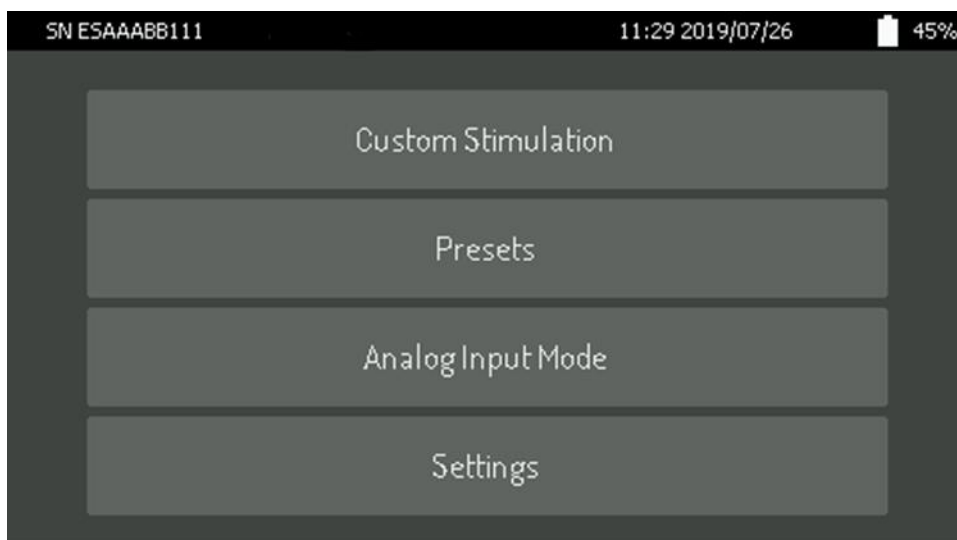 SN ESAAABB111 11:29 2019/07/26 45%
Custom Stimulation
Presets
Analog Input Mode
Settings